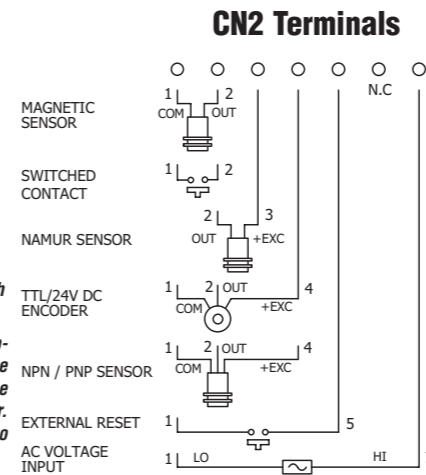 CN2 Terminals
N.C
1 2
MAGNETIC
SENSOR
COM OUT
SWITCHED
CONTACT
1 2
2 3
NAMUR SENSOR
OUT +EXC
TTL/24V DC
ENCODER
1 2 OUT 4
COM +EXC
NPN / PNP SENSOR
1 2 OUT 4
COM +EXC
EXTERNAL RESET
1 5
AC VOLTAGE
INPUT
1 LO HI